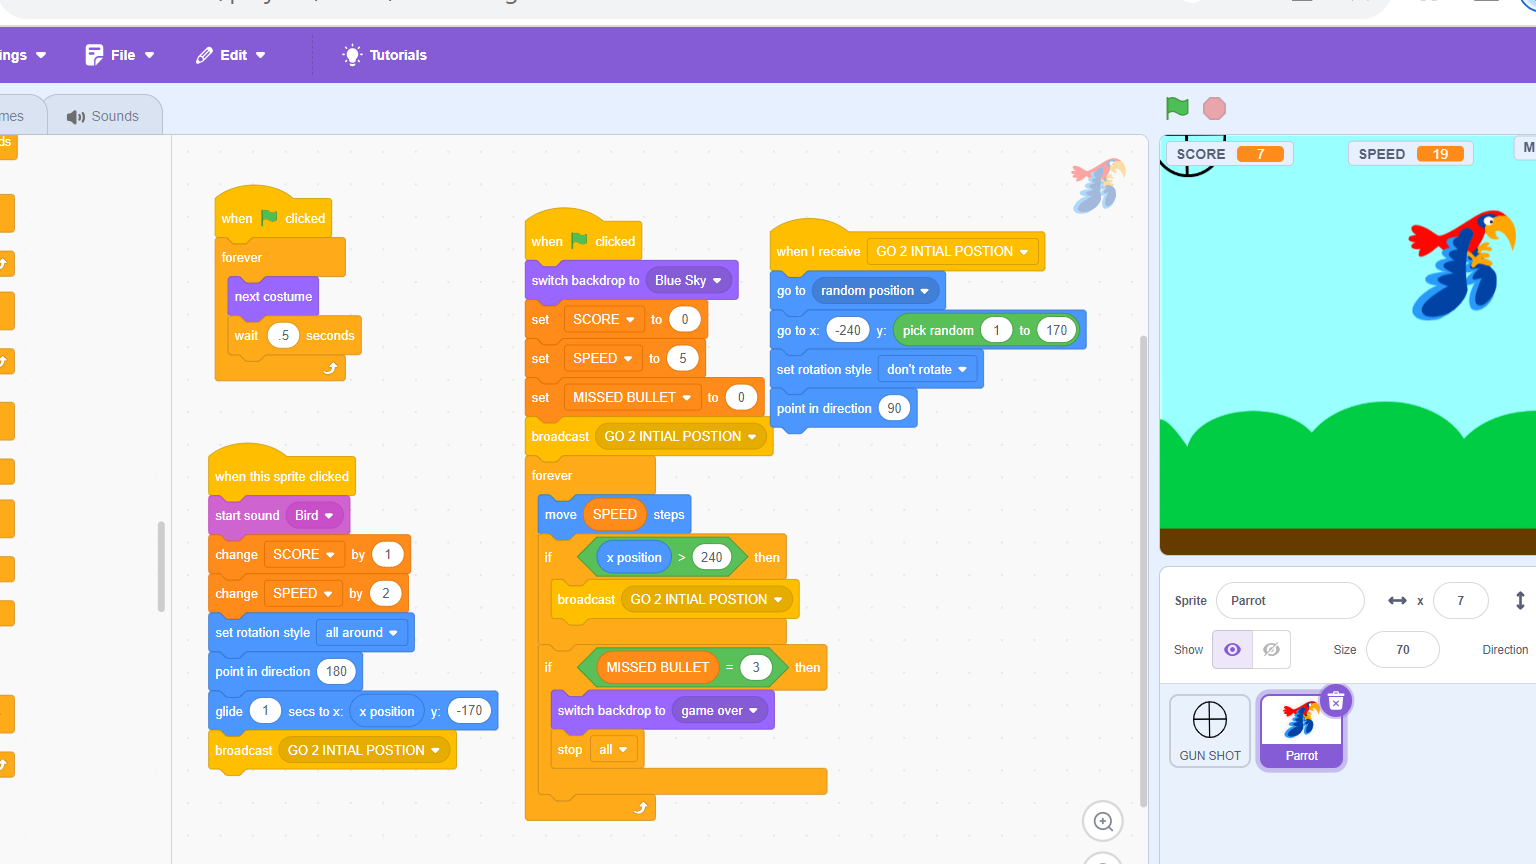 ings File Edit Tutorials
mes Sounds
ds
when clicked
forever
next costume
wait .5 seconds
when this sprite clicked
start sound Bird
change SCORE by 1
change SPEED by 2
set rotation style all around
point in direction 180
glide 1 secs to x: x position y: -170
broadcast GO 2 INTIAL POSTION
when clicked
switch backdrop to Blue Sky
set SCORE to 0
set SPEED to 5
set MISSED BULLET to 0
broadcast GO 2 INTIAL POSTION
forever
move SPEED steps
if x position > 240 then
broadcast GO 2 INTIAL POSTION
if MISSED BULLET = 3 then
switch backdrop to game over
stop all
when I receive GO 2 INTIAL POSTION
go to random position
go to x: -240 y: pick random 1 to 170
set rotation style don't rotate
point in direction 90
SCORE 7 SPEED 19 M
Sprite Parrot x 7
Show Size 70 Direction
GUN SHOT Parrot